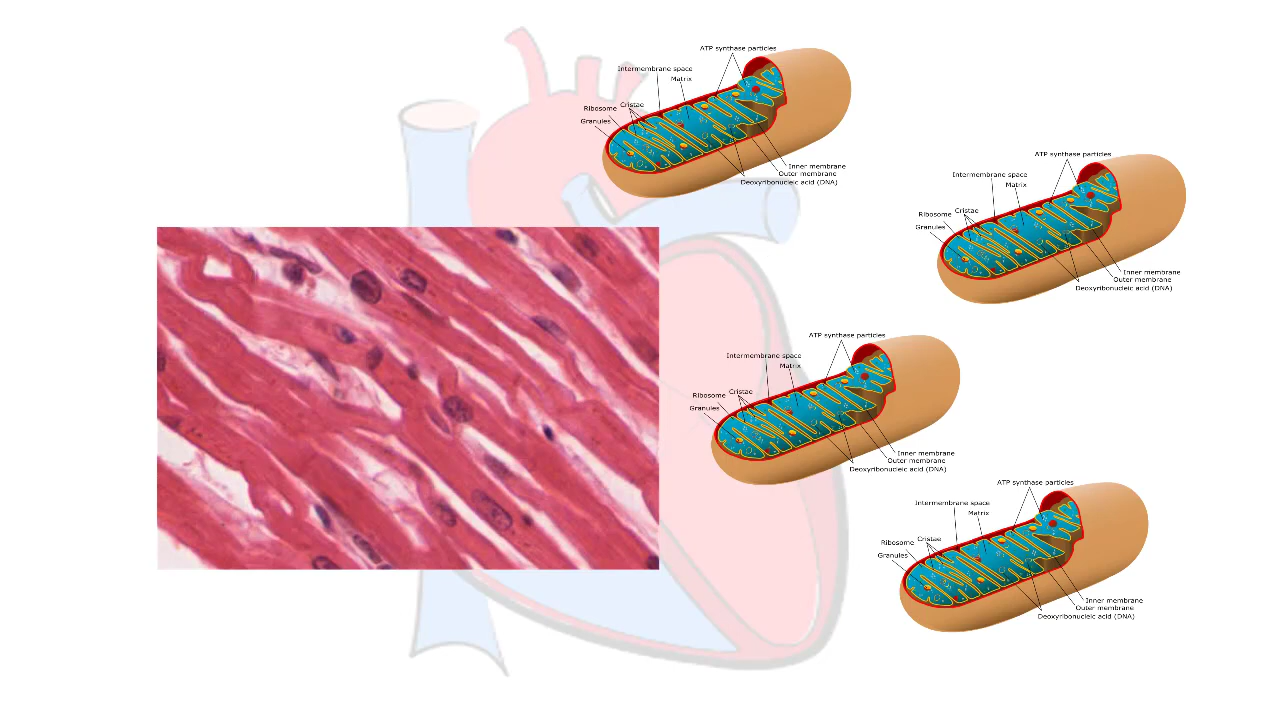 ATP synthase particles
Intermembrane space
Matrix
Cristae
Ribosome
Granules
Inner membrane
Outer membrane
Deoxyribonucleic acid (DNA)
ATP synthase particles
Intermembrane space
Matrix
Cristae
Ribosome
Granules
Inner membrane
Outer membrane
Deoxyribonucleic acid (DNA)
ATP synthase particles
Intermembrane space
Matrix
Cristae
Ribosome
Granules
Inner membrane
Outer membrane
Deoxyribonucleic acid (DNA)
ATP synthase particles
Intermembrane space
Matrix
Cristae
Ribosome
Granules
Inner membrane
Outer membrane
Deoxyribonucleic acid (DNA)